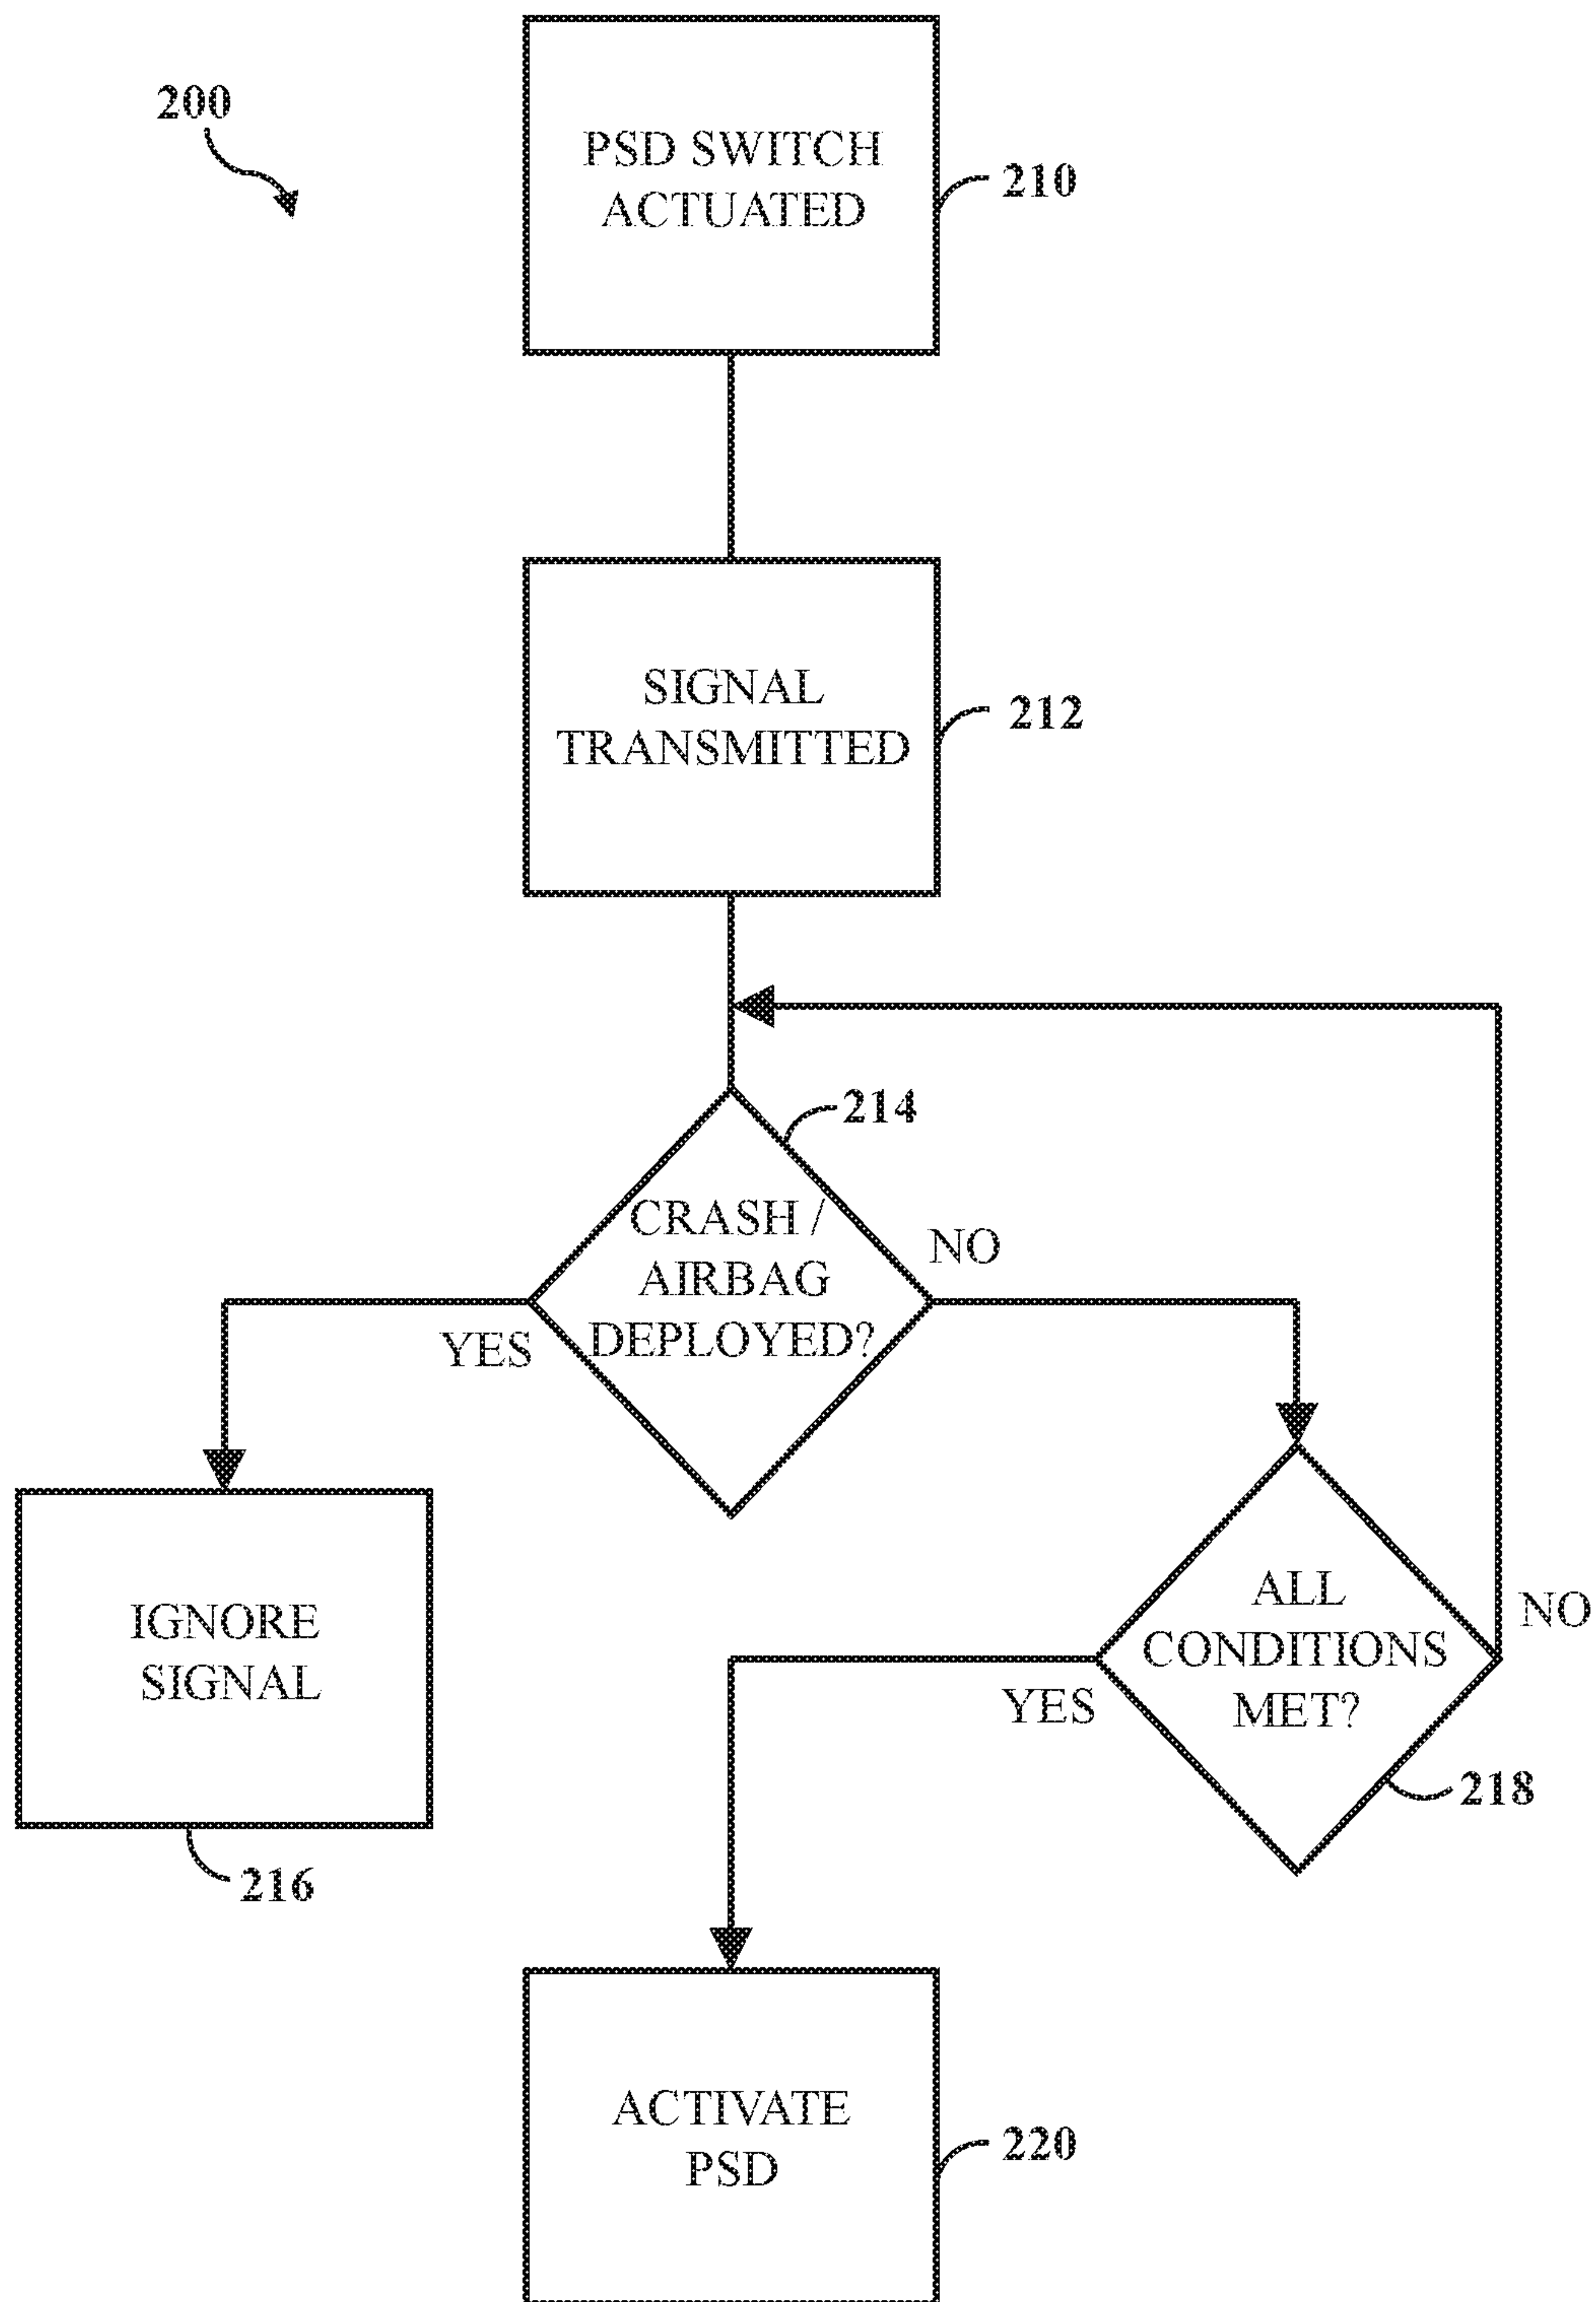 200
PSD SWITCH
ACTUATED
210
SIGNAL
TRANSMITTED
212
214
CRASH /
AIRBAG
DEPLOYED?
NO
YES
IGNORE
SIGNAL
216
ALL
CONDITIONS
MET?
NO
YES
218
ACTIVATE
PSD
220